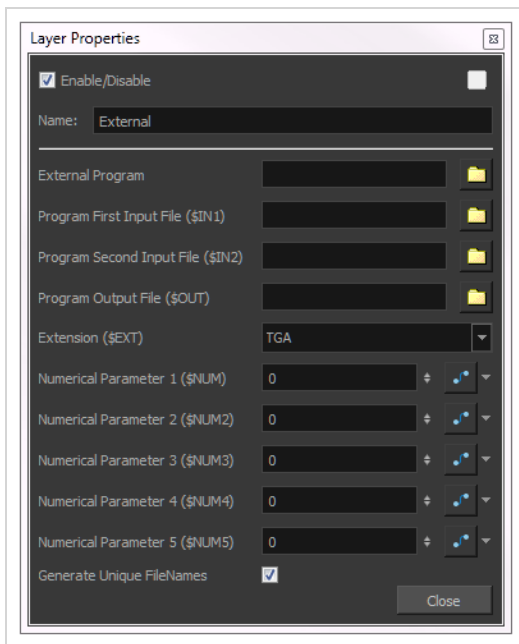 Layer Properties
Enable/Disable
Name: External
External Program
Program First Input File ($IN1)
Program Second Input File ($IN2)
Program Output File ($OUT)
Extension ($EXT) TGA
Numerical Parameter 1 ($NUM) 0
Numerical Parameter 2 ($NUM2) 0
Numerical Parameter 3 ($NUM3) 0
Numerical Parameter 4 ($NUM4) 0
Numerical Parameter 5 ($NUM5) 0
Generate Unique FileNames
Close